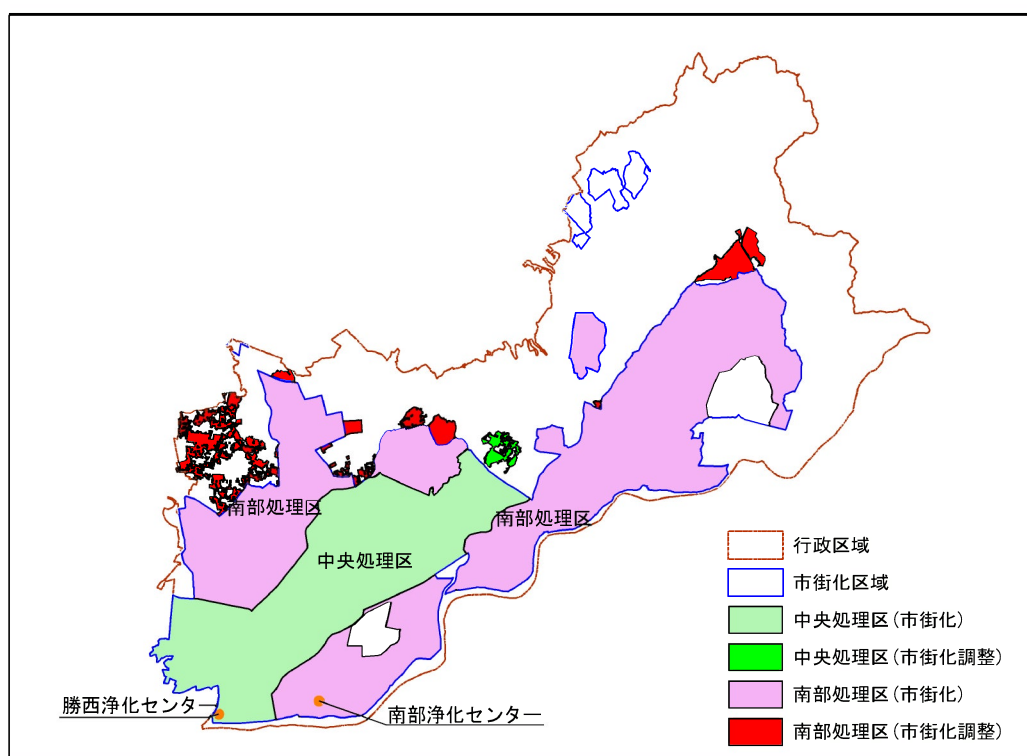 南部処理区
南部処理区
中央処理区
勝西浄化センター
南部浄化センター
行政区域
市街化区域
中央処理区(市街化)
中央処理区(市街化調整)
南部処理区(市街化)
南部処理区(市街化調整)